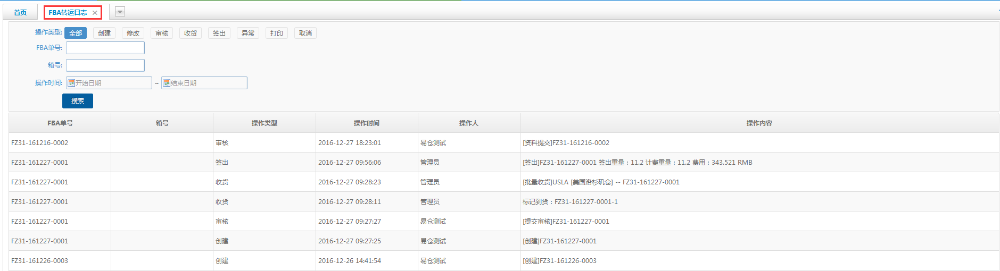 首页 FBA转运日志
操作类型: 全部 创建 修改 审核 收货 签出 异常 打印 取消
FBA单号:
箱号:
操作时间: 开始日期 ~ 结束日期
搜索
FBA单号 箱号 操作类型 操作时间 操作人 操作内容
FZ31-161216-0002 审核 2016-12-27 18:23:01 易仓测试 [资料提交]FZ31-161216-0002
FZ31-161227-0001 签出 2016-12-27 09:56:06 管理员 [签出]FZ31-161227-0001 签出重量：11.2 计费重量：11.2 费用：343.521 RMB
FZ31-161227-0001 收货 2016-12-27 09:28:23 管理员 [批量收货]USLA [美国洛杉矶仓] -- FZ31-161227-0001
FZ31-161227-0001 收货 2016-12-27 09:28:11 管理员 标记到货：FZ31-161227-0001-1
FZ31-161227-0001 审核 2016-12-27 09:27:27 易仓测试 [提交审核]FZ31-161227-0001
FZ31-161227-0001 创建 2016-12-27 09:27:25 易仓测试 [创建]FZ31-161227-0001
FZ31-161226-0003 创建 2016-12-26 14:41:54 易仓测试 [创建]FZ31-161226-0003